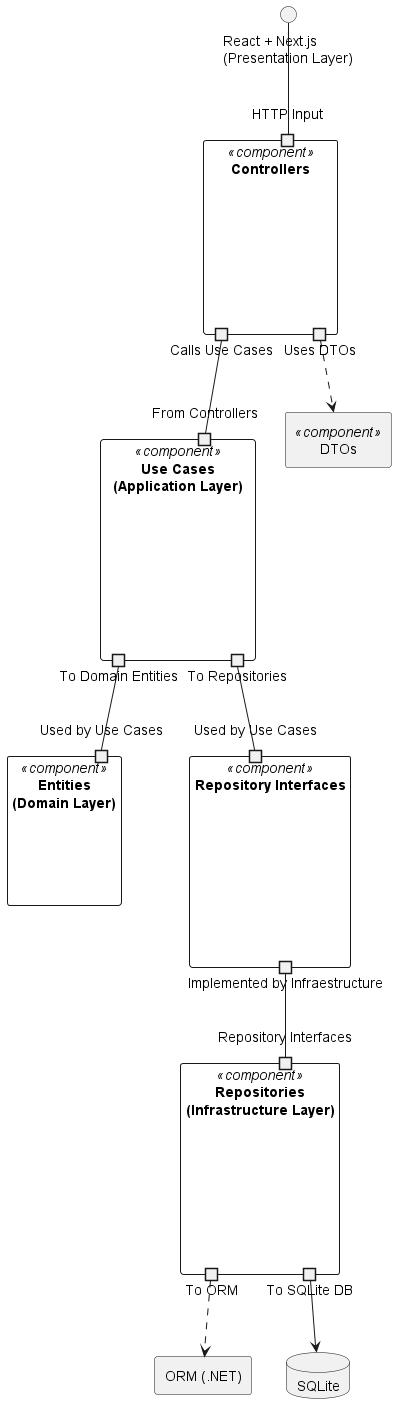 React + Next.js
(Presentation Layer)
HTTP Input
«component»
Controllers
Calls Use Cases
Uses DTOs
From Controllers
«component»
DTOs
«component»
Use Cases
(Application Layer)
To Domain Entities
To Repositories
Used by Use Cases
Used by Use Cases
«component»
Entities
(Domain Layer)
«component»
Repository Interfaces
Implemented by Infraestructure
Repository Interfaces
«component»
Repositories
(Infrastructure Layer)
To ORM
To SQLite DB
ORM (.NET)
SQLite